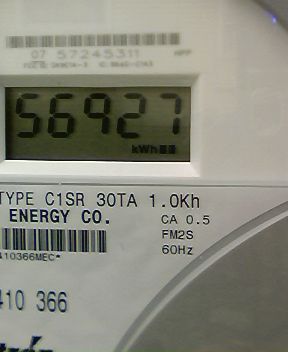 07 57245311
56927
kWh
TYPE C1SR 30TA 1.0Kh
ENERGY CO.
CA 0.5
FM2S
60Hz
410366MEC*
410 366